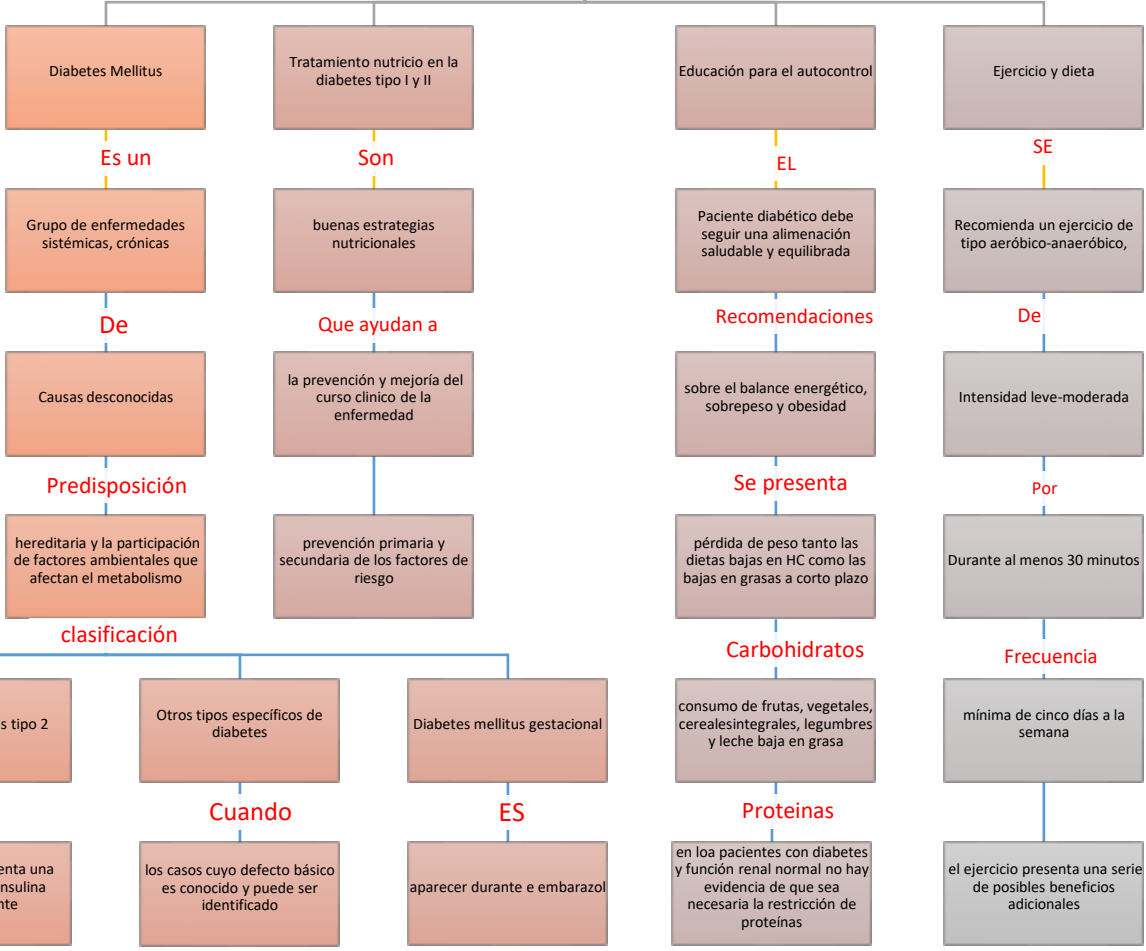 Diabetes Mellitus
Tratamiento nutricio en la
diabetes tipo I y II
Educación para el autocontrol
Ejercicio y dieta
Es un
Son
EL
SE
Grupo de enfermedades
sistémicas, crónicas
buenas estrategias
nutricionales
Paciente diabético debe
seguir una alimenación
saludable y equilibrada
Recomienda un ejercicio de
tipo aeróbico-anaeróbico,
De
Que ayudan a
Recomendaciones
De
Causas desconocidas
la prevención y mejoría del
curso clinico de la
enfermedad
sobre el balance energético,
sobrepeso y obesidad
Intensidad leve-moderada
Predisposición
Se presenta
Por
hereditaria y la participación
de factores ambientales que
afectan el metabolismo
prevención primaria y
secundaria de los factores de
riesgo
pérdida de peso tanto las
dietas bajas en HC como las
bajas en grasas a corto plazo
Durante al menos 30 minutos
clasificación
Carbohidratos
Frecuencia
s tipo 2
Otros tipos específicos de
diabetes
Diabetes mellitus gestacional
consumo de frutas, vegetales,
cerealesintegrales, legumbres
y leche baja en grasa
mínima de cinco días a la
semana
Cuando
ES
Proteinas
enta una
nsulina
nte
los casos cuyo defecto básico
es conocido y puede ser
identificado
aparecer durante e embarazol
en loa pacientes con diabetes
y función renal normal no hay
evidencia de que sea
necesaria la restricción de
proteínas
el ejercicio presenta una serie
de posibles beneficios
adicionales